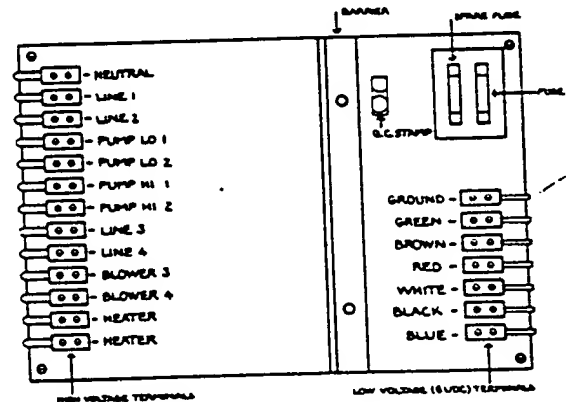 BARRIER
SPARE FUSE
FUSE
Q.C. STAMP
- NEUTRAL
- LINE 1
- LINE 2
- PUMP LO 1
- PUMP LO 2
- PUMP HI 1
- PUMP HI 2
- LINE 3
- LINE 4
- BLOWER 3
- BLOWER 4
- HEATER
- HEATER
GROUND -
GREEN -
BROWN -
RED -
WHITE -
BLACK -
BLUE -
HIGH VOLTAGE TERMINALS
LOW VOLTAGE (6 VDC) TERMINALS